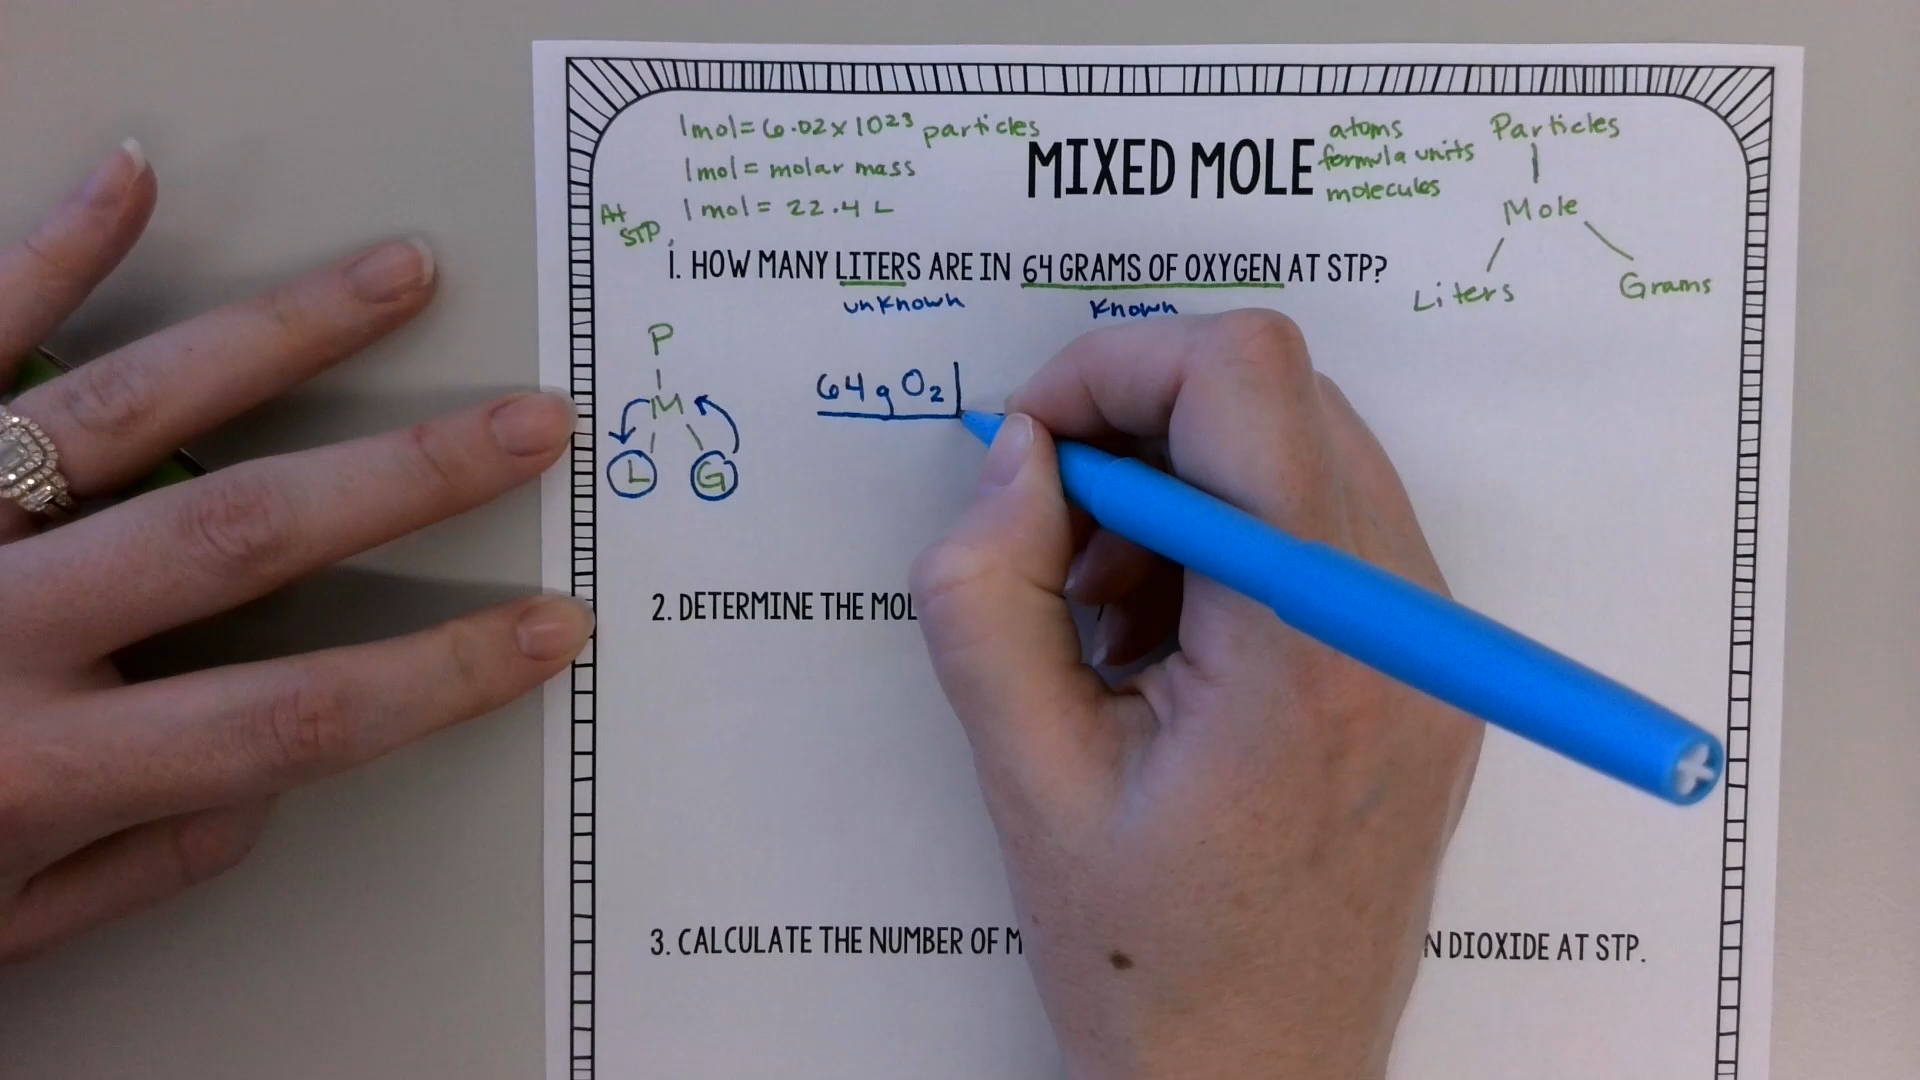 1mol = 6.02 x 10²³ particles
1mol = molar mass
At STP 1 mol = 22.4 L
MIXED MOLE
atoms
formula units
molecules
Particles
Mole
Liters Grams
1. HOW MANY LITERS ARE IN 64 GRAMS OF OXYGEN AT STP?
unknown known
P
M
L G
64 g O₂
2. DETERMINE THE MOL
3. CALCULATE THE NUMBER OF M
N DIOXIDE AT STP.